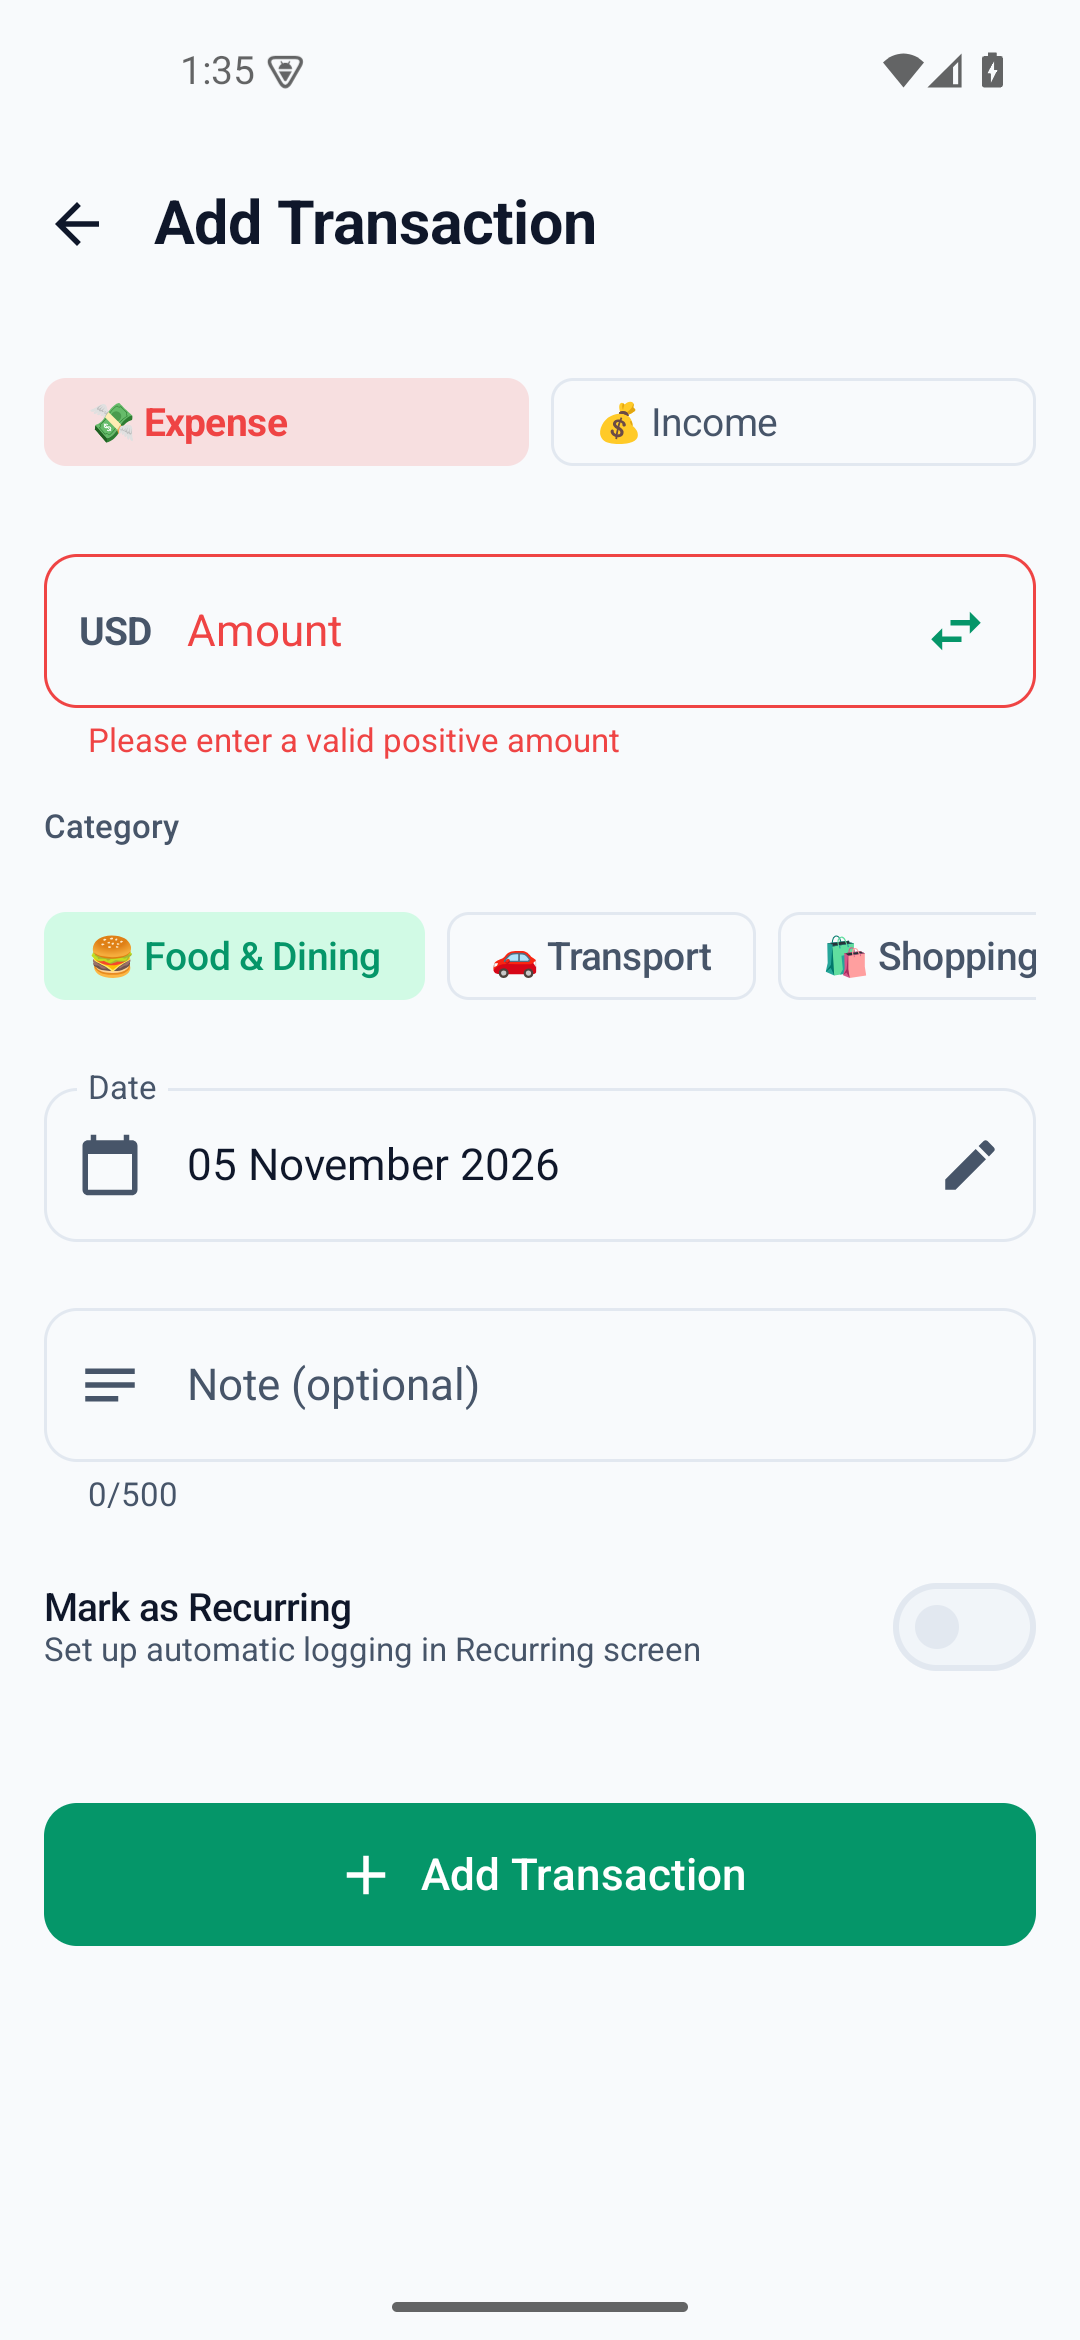 1:35
Add Transaction
Expense
Income
USD Amount
Please enter a valid positive amount
Category
Food & Dining
Transport
Shopping
Date
05 November 2026
Note (optional)
0/500
Mark as Recurring
Set up automatic logging in Recurring screen
Add Transaction